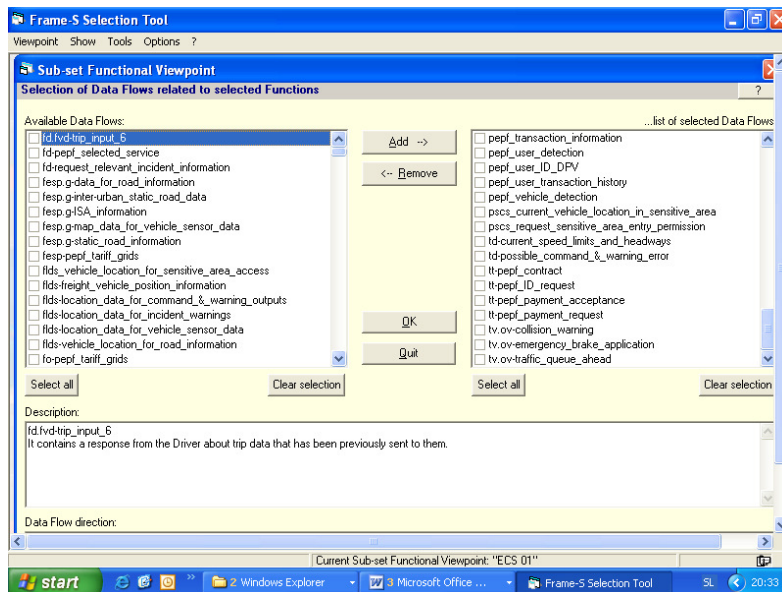 Frame-S Selection Tool
Viewpoint Show Tools Options ?
Sub-set Functional Viewpoint
Selection of Data Flows related to selected Functions
?
Available Data Flows:
fd.fvd-trip_input_6
fd-pepf_selected_service
fd-request_relevant_incident_information
fesp.g-data_for_road_information
fesp.g-inter-urban_static_road_data
fesp.g-ISA_information
fesp.g-map_data_for_vehicle_sensor_data
fesp.g-static_road_information
fesp-pepf_tariff_grids
flds_vehicle_location_for_sensitive_area_access
flds-freight_vehicle_position_information
flds-location_data_for_command_&_warning_outputs
flds-location_data_for_incident_warnings
flds-location_data_for_vehicle_sensor_data
flds-vehicle_location_for_road_information
fo-pepf_tariff_grids
Select all
Clear selection
Add -->
<-- Remove
OK
Quit
...list of selected Data Flows
pepf_transaction_information
pepf_user_detection
pepf_user_ID_DPV
pepf_user_transaction_history
pepf_vehicle_detection
pscs_current_vehicle_location_in_sensitive_area
pscs_request_sensitive_area_entry_permission
td-current_speed_limits_and_headways
td-possible_command_&_warning_error
tt-pepf_contract
tt-pepf_ID_request
tt-pepf_payment_acceptance
tt-pepf_payment_request
tv.ov-collision_warning
tv.ov-emergency_brake_application
tv.ov-traffic_queue_ahead
Select all
Clear selection
Description:
fd.fvd-trip_input_6
It contains a response from the Driver about trip data that has been previously sent to them.
Data Flow direction:
Current Sub-set Functional Viewpoint: "ECS 01"
start
2 Windows Explorer
3 Microsoft Office ...
Frame-S Selection Tool
SL
20:33